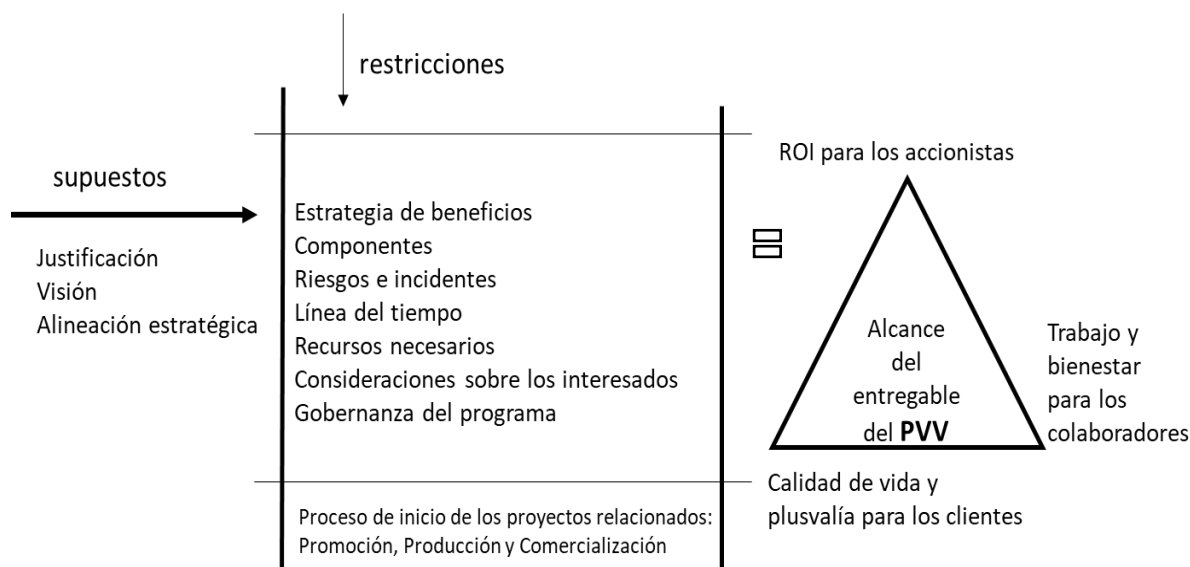 restricciones
supuestos
Justificación
Visión
Alineación estratégica
Estrategia de beneficios
Componentes
Riesgos e incidentes
Línea del tiempo
Recursos necesarios
Consideraciones sobre los interesados
Gobernanza del programa
Proceso de inicio de los proyectos relacionados:
Promoción, Producción y Comercialización
ROI para los accionistas
Alcance
del
entregable
del PVV
Trabajo y
bienestar
para los
colaboradores
Calidad de vida y
plusvalía para los clientes